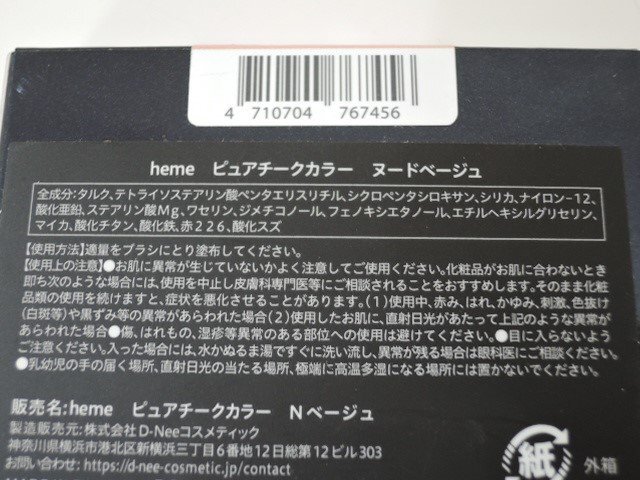 4 710704 767456
heme ピュアチークカラー ヌードベージュ
全成分:タルク,テトライソステアリン酸ペンタエリスリチル,シクロペンタシロキサン,シリカ,ナイロン-12,
酸化亜鉛,ステアリン酸Mg,ワセリン,ジメチコノール,フェノキシエタノール,エチルヘキシルグリセリン,
マイカ,酸化チタン,酸化鉄,赤226,酸化スズ
【使用方法】適量をブラシにとり塗布してください。
【使用上の注意】●お肌に異常が生じていないかよく注意してご使用ください。化粧品がお肌に合わないとき
即ち次のような場合には、使用を中止し皮膚科専門医等にご相談されることをおすすめします。そのまま化粧
品類の使用を続けますと、症状を悪化させることがあります。(1)使用中、赤み、はれ、かゆみ、刺激、色抜け
(白斑等)や黒ずみ等の異常があらわれた場合(2)使用したお肌に、直射日光があたって上記のような異常が
あらわれた場合●傷、はれもの、湿疹等異常のある部位への使用は避けてください。●目に入らないよう
ご注意ください。入った場合には、水かぬるま湯ですぐに洗い流し、異常が残る場合は眼科医にご相談ください。
●乳幼児の手の届く場所、直射日光の当たる場所、極端に高温多湿になる場所には置かないでください。
販売名:heme ピュアチークカラー Nベージュ
製造販売元:株式会社D-Neeコスメティック
神奈川県横浜市港北区新横浜三丁目6番地12日総第12ビル303
お問い合わせ:https://d-nee-cosmetic.jp/contact
紙 外箱